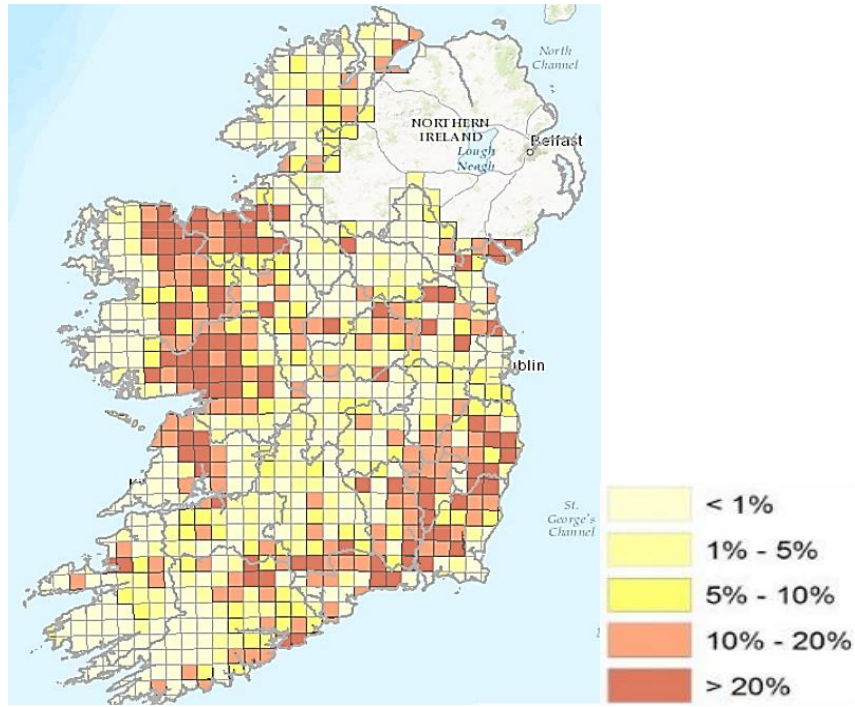 North
Channel
NORTHERN
IRELAND
Belfast
Lough
Neagh
blin
St.
George's
Channel
< 1%
1% - 5%
5% - 10%
10% - 20%
> 20%